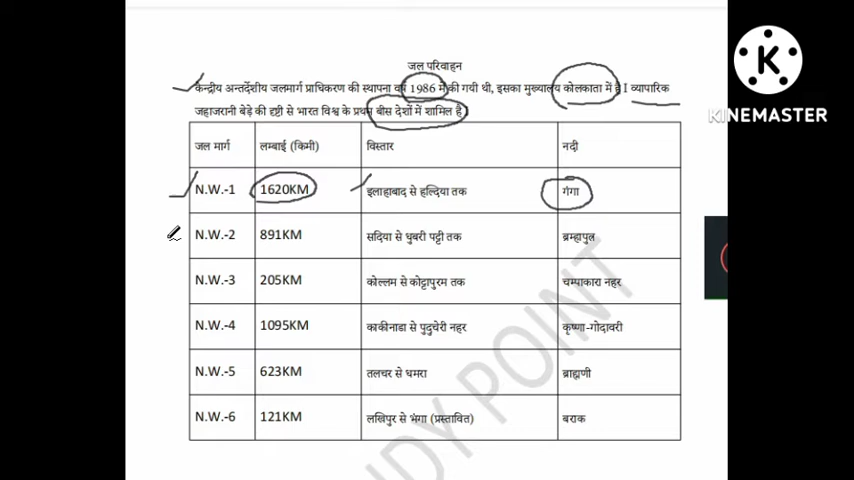 जल परिवाहन
केन्द्रीय अन्तर्देशीय जलमार्ग प्राधिकरण की स्थापना वर्ष 1986 में की गयी थी, इसका मुख्यालय कोलकाता में है I व्यापारिक
जहाजरानी बेड़े की दृष्टी से भारत विश्व के प्रथम बीस देशों में शामिल है I
जल मार्ग लम्बाई (किमी) विस्तार नदी
N.W.-1 1620KM इलाहाबाद से हल्दिया तक गंगा
N.W.-2 891KM सदिया से धुबरी पट्टी तक ब्रम्हापुत्र
N.W.-3 205KM कोल्लम से कोट्टापुरम तक चम्पाकारा नहर
N.W.-4 1095KM काकीनाडा से पुदुचेरी नहर कृष्णा-गोदावरी
N.W.-5 623KM तलचर से धमरा ब्राह्मणी
N.W.-6 121KM लखिपुर से भंगा (प्रस्तावित) बराक
UDY POINT
K
KINEMASTER